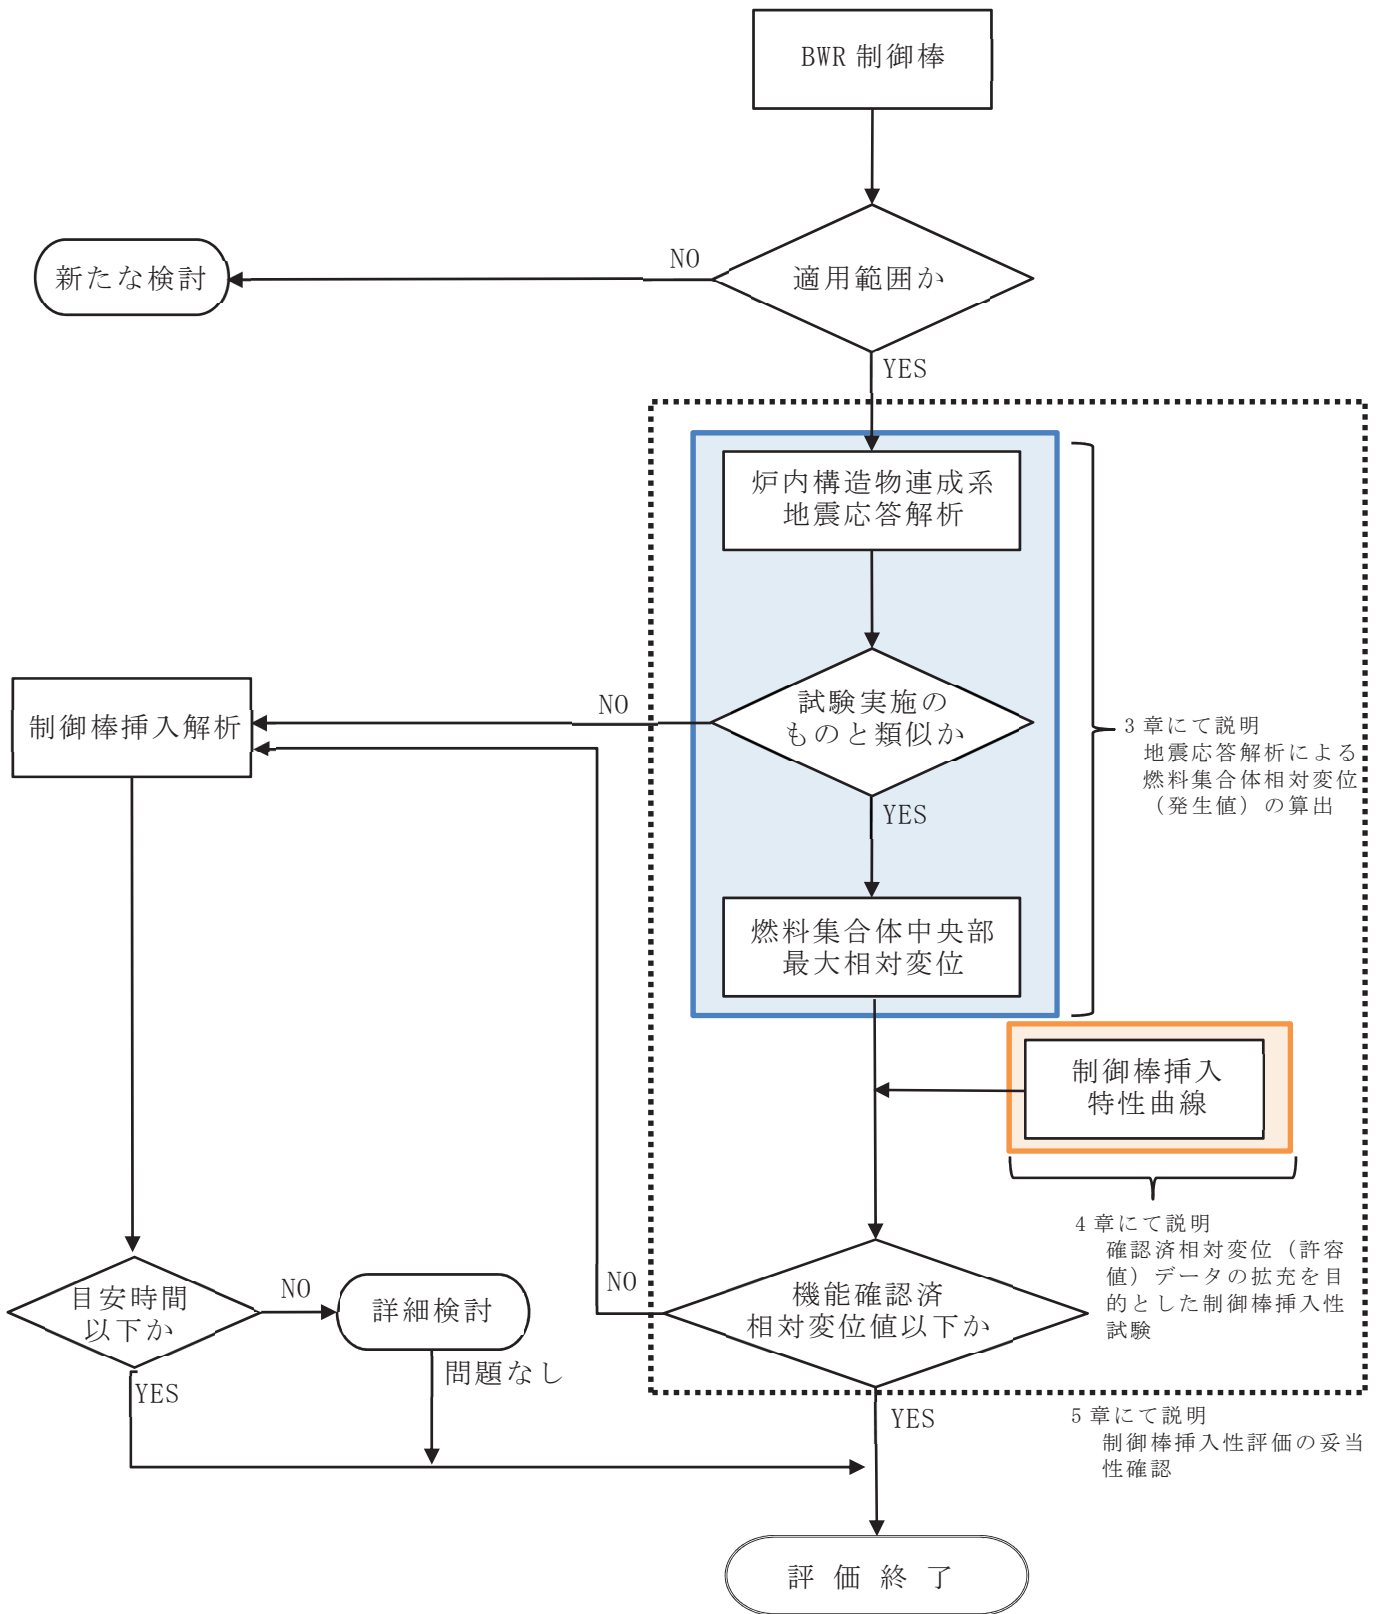 BWR 制御棒
適用範囲か
NO
新たな検討
YES
炉内構造物連成系
地震応答解析
試験実施の
ものと類似か
NO
制御棒挿入解析
YES
3 章にて説明
地震応答解析による
燃料集合体相対変位
（発生値）の算出
燃料集合体中央部
最大相対変位
制御棒挿入
特性曲線
4 章にて説明
確認済相対変位（許容
値）データの拡充を目
的とした制御棒挿入性
試験
機能確認済
相対変位値以下か
NO
目安時間
以下か
NO
詳細検討
問題なし
YES
YES
5 章にて説明
制御棒挿入性評価の妥当
性確認
評価終了